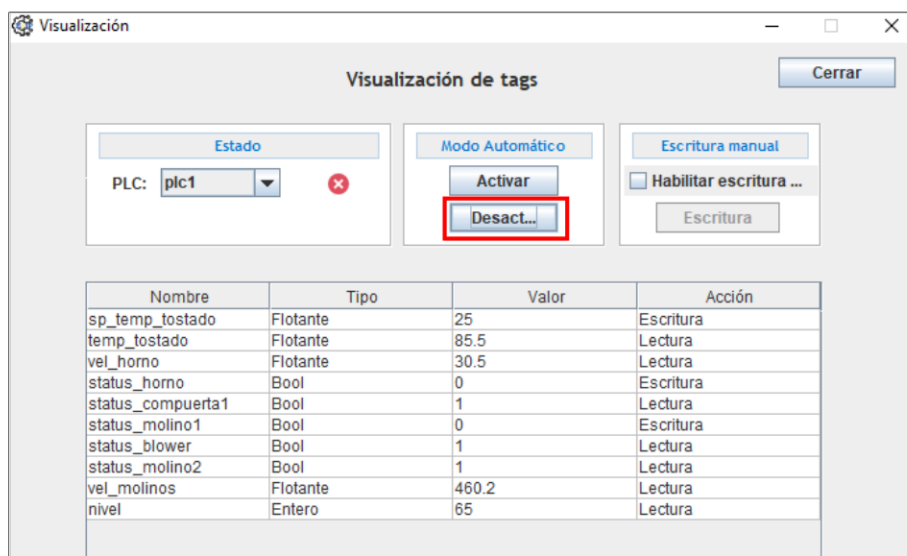 Visualización
Visualización de tags
Cerrar
Estado
PLC: plc1
Modo Automático
Activar
Desact...
Escritura manual
Habilitar escritura ...
Escritura
Nombre Tipo Valor Acción
sp_temp_tostado Flotante 25 Escritura
temp_tostado Flotante 85.5 Lectura
vel_horno Flotante 30.5 Lectura
status_horno Bool 0 Escritura
status_compuerta1 Bool 1 Lectura
status_molino1 Bool 0 Escritura
status_blower Bool 1 Lectura
status_molino2 Bool 1 Lectura
vel_molinos Flotante 460.2 Lectura
nivel Entero 65 Lectura